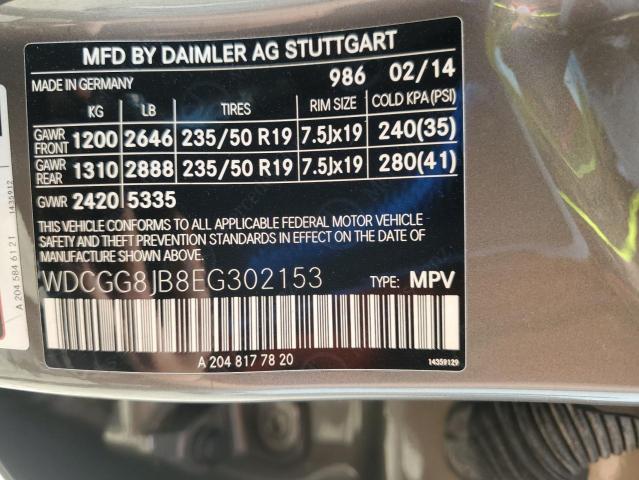 MFD BY DAIMLER AG STUTTGART
MADE IN GERMANY 986 02/14
KG LB TIRES RIM SIZE COLD KPA(PSI)
GAWR FRONT 1200 2646 235/50 R19 7.5Jx19 240(35)
GAWR REAR 1310 2888 235/50 R19 7.5Jx19 280(41)
GVWR 2420 5335
THIS VEHICLE CONFORMS TO ALL APPLICABLE FEDERAL MOTOR VEHICLE
SAFETY AND THEFT PREVENTION STANDARDS IN EFFECT ON THE DATE OF
MANUFACTURE SHOWN ABOVE.
WDCGG8JB8EG302153 TYPE: MPV
A 204 817 78 20
14359129
A 204 584 61 21 1435912